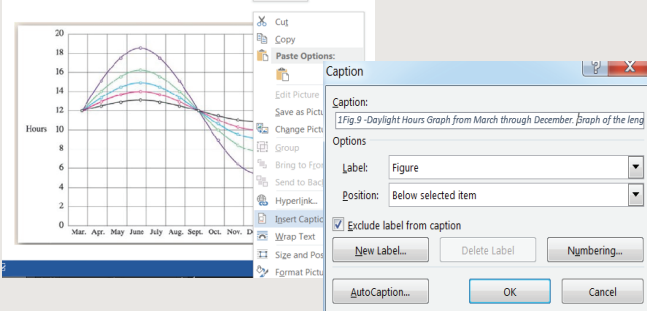 20
18
16
14
12
Hours 10
8
6
4
2
0
Mar. Apr. May June July Aug. Sept. Oct. Nov.
Cut
Copy
Paste Options:
Edit Picture
Save as Pictu
Change Pictu
Group
Bring to Fro
Send to Bac
Hyperlink...
Insert Captio
Wrap Text
Size and Pos
Format Pictu
Caption
Caption:
1Fig.9 -Daylight Hours Graph from March through December. Graph of the leng
Options
Label: Figure
Position: Below selected item
Exclude label from caption
New Label... Delete Label Numbering...
AutoCaption... OK Cancel